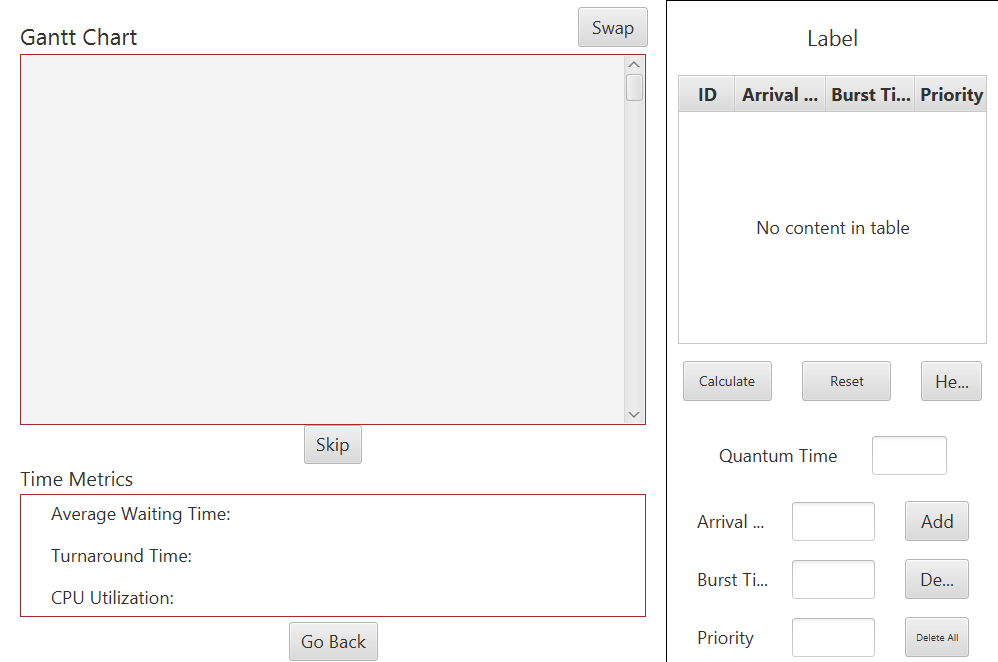 Gantt Chart
Swap
Skip
Time Metrics
Average Waiting Time:
Turnaround Time:
CPU Utilization:
Go Back
Label
ID Arrival ... Burst Ti... Priority
No content in table
Calculate Reset He...
Quantum Time
Arrival ... Add
Burst Ti... De...
Priority Delete All